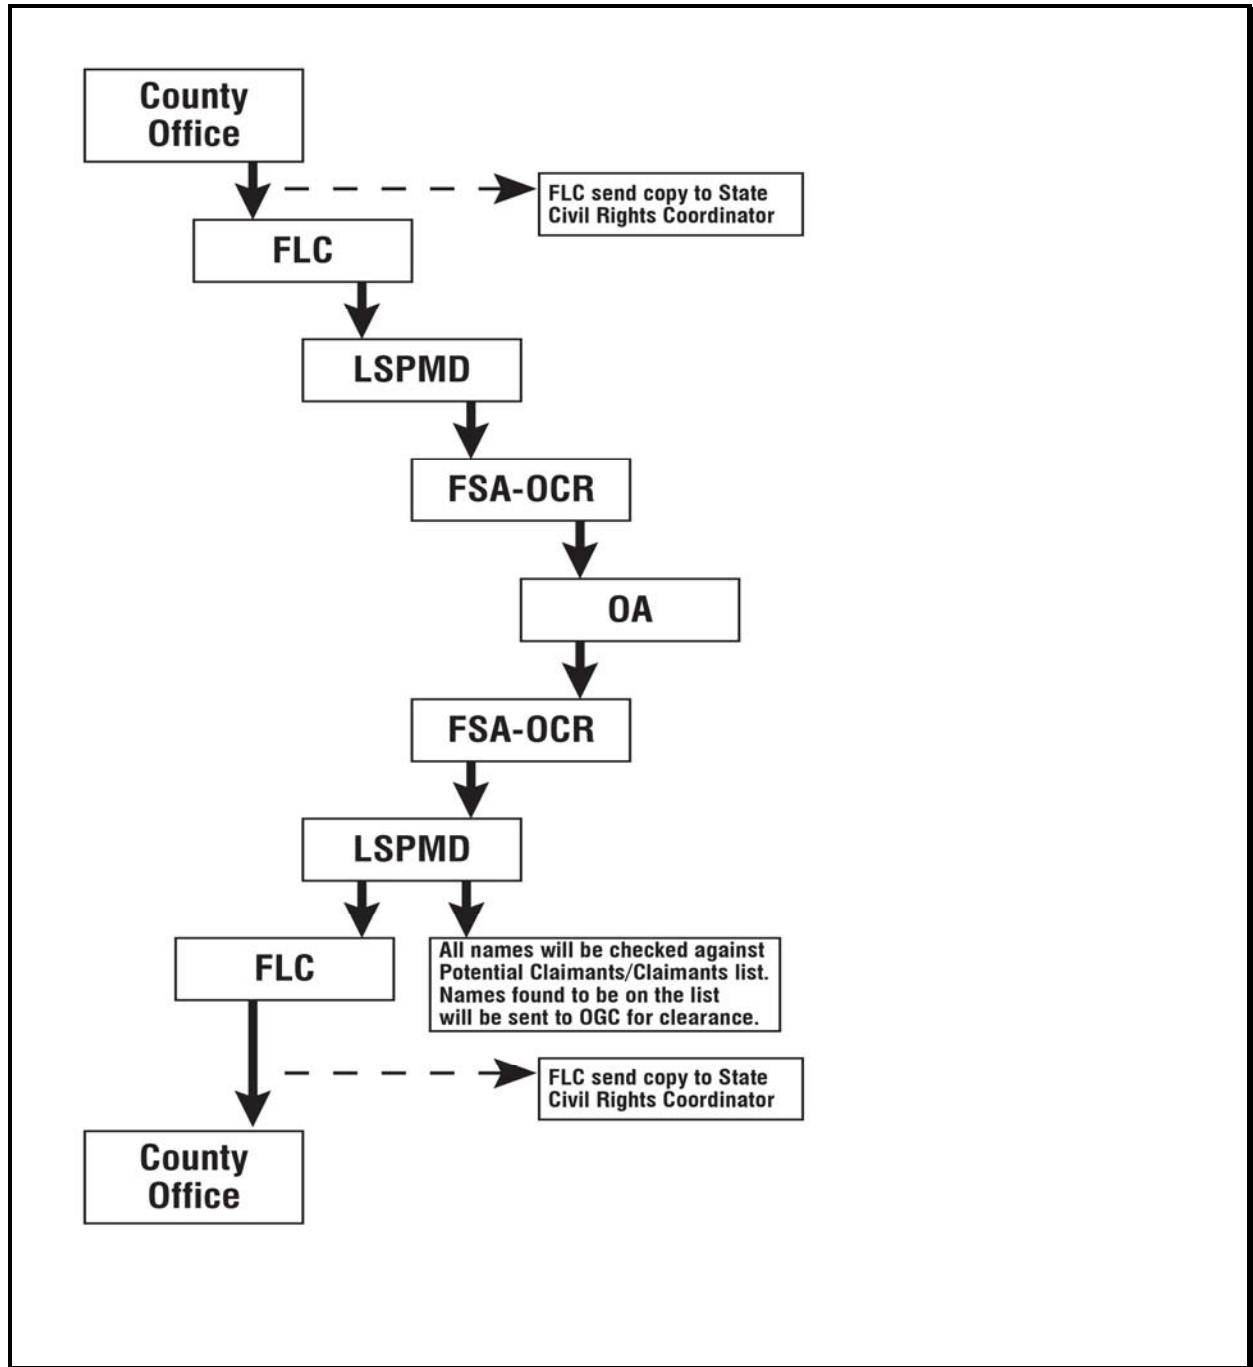 County
Office
FLC send copy to State
Civil Rights Coordinator
FLC
LSPMD
FSA-OCR
OA
FSA-OCR
LSPMD
FLC
All names will be checked against
Potential Claimants/Claimants list.
Names found to be on the list
will be sent to OGC for clearance.
FLC send copy to State
Civil Rights Coordinator
County
Office